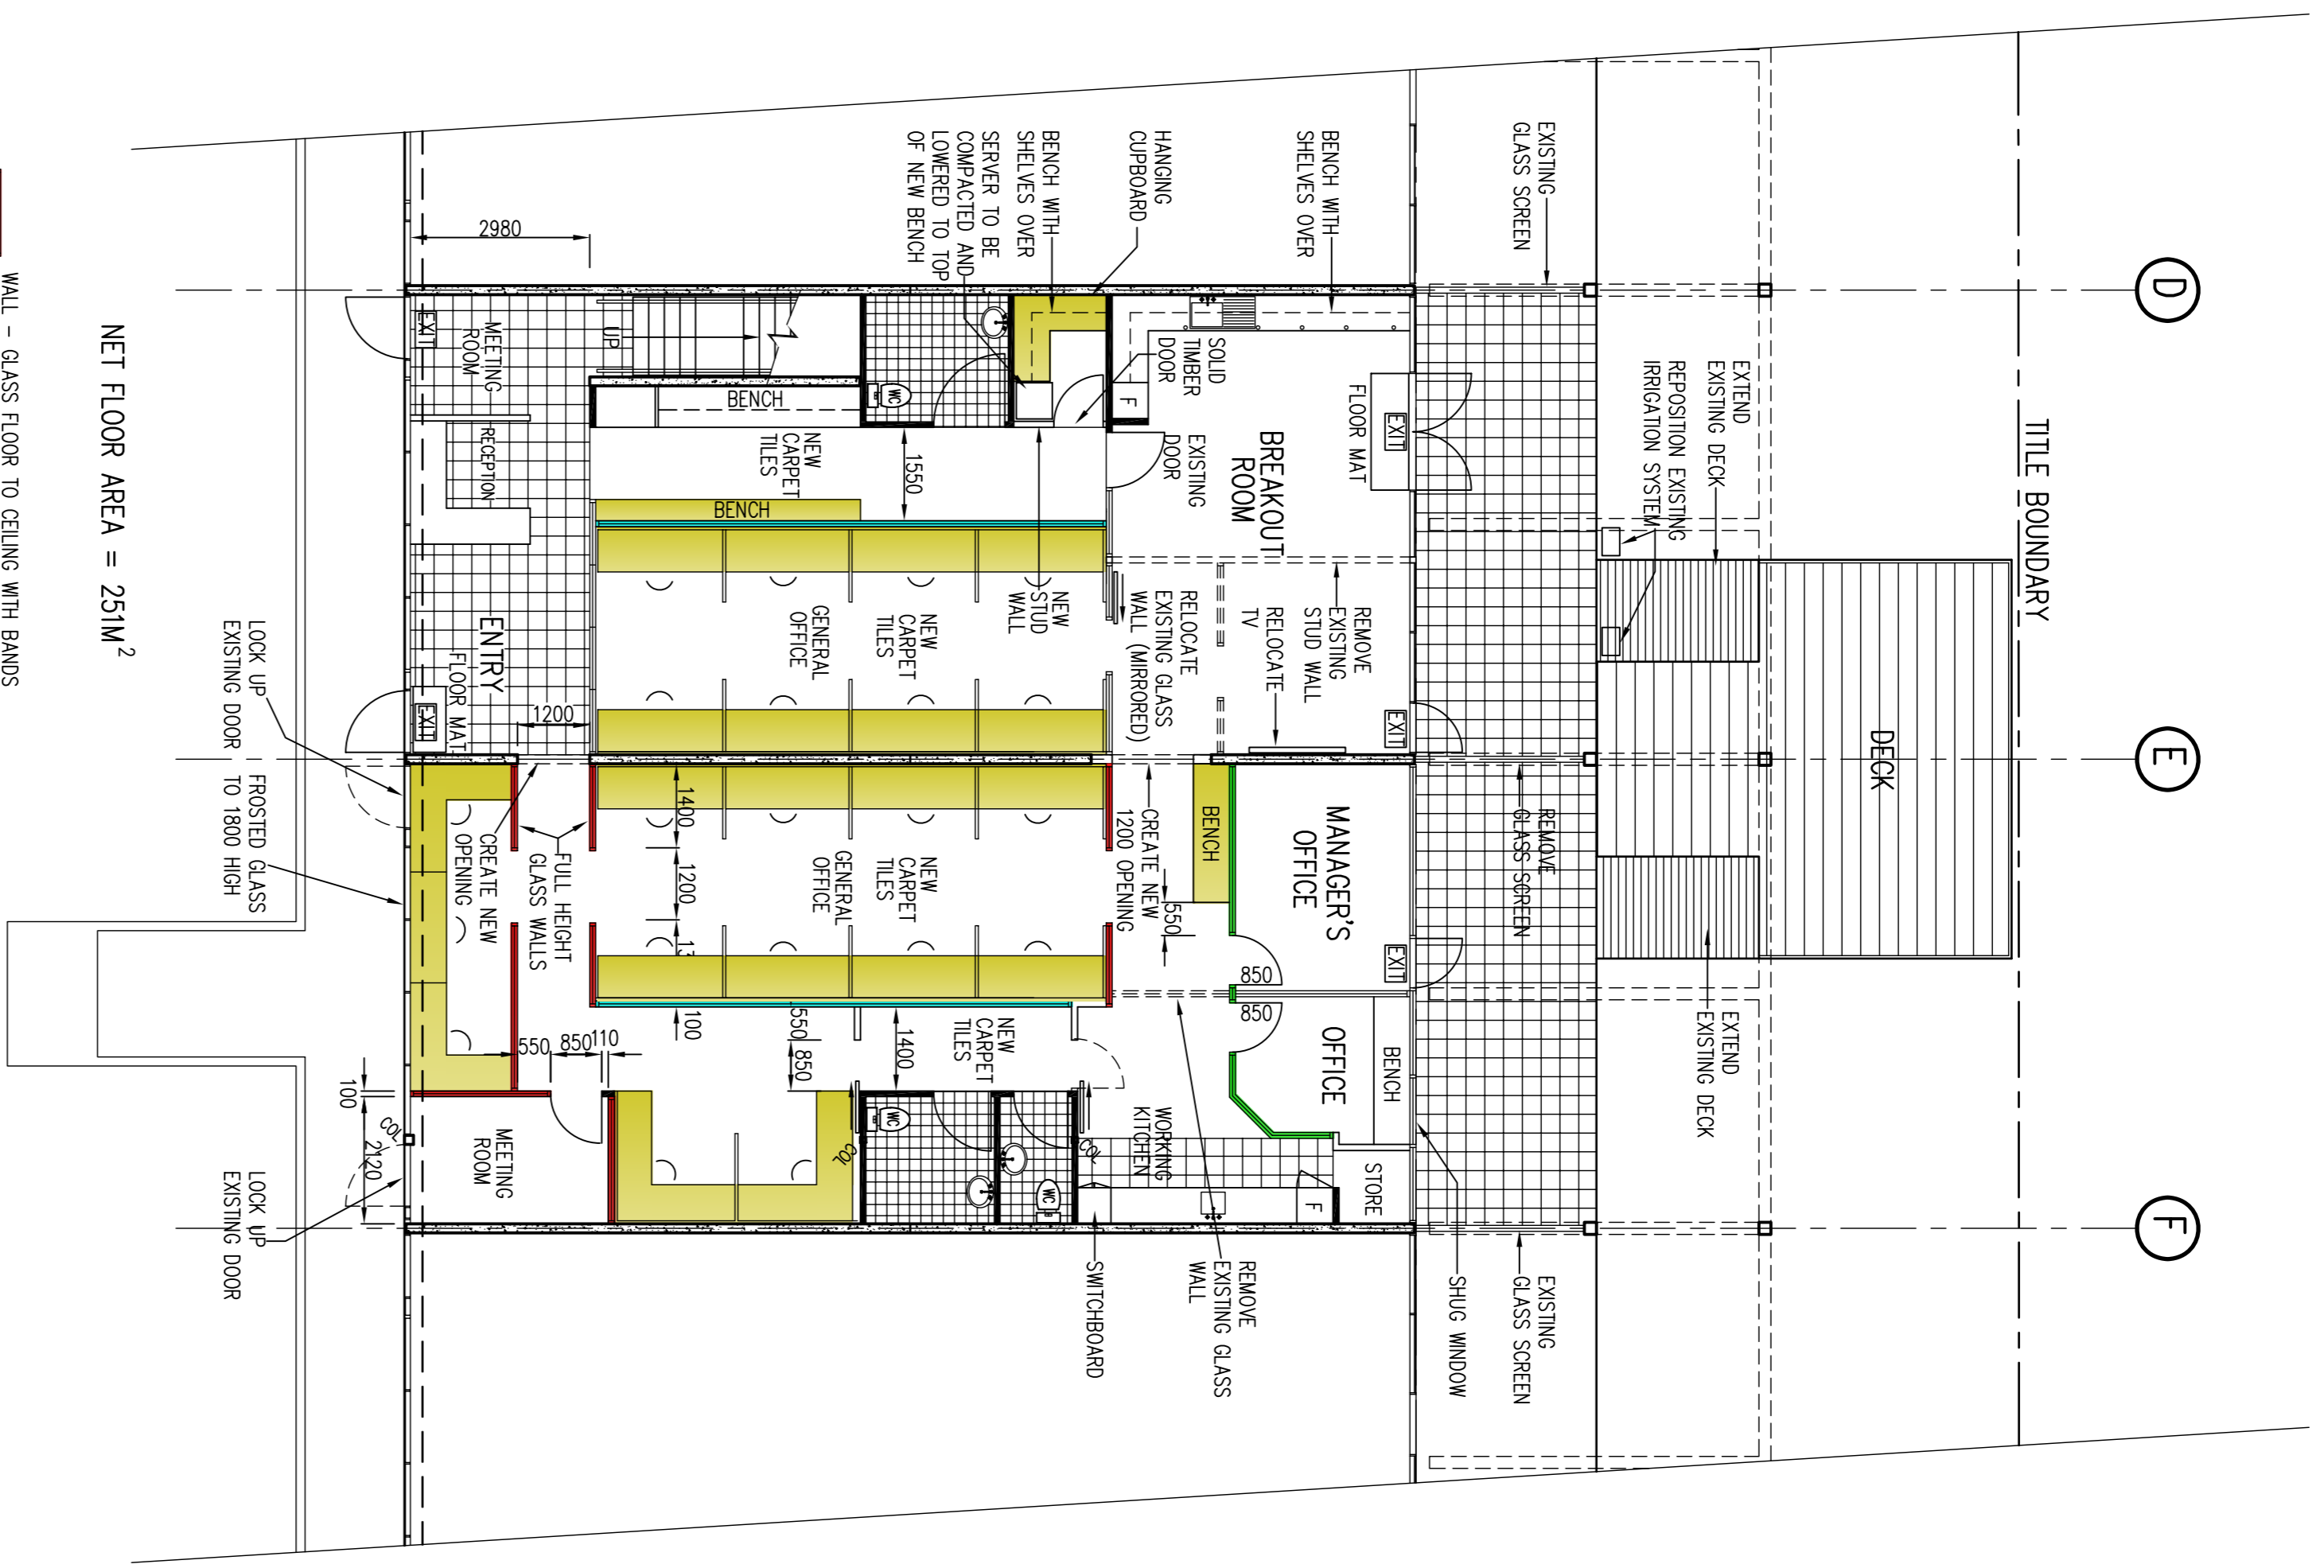 D
E
F
TITLE BOUNDARY
EXISTING
GLASS SCREEN
EXTEND
EXISTING DECK
REPOSITION EXISTING
IRRIGATION SYSTEM
DECK
REMOVE
GLASS SCREEN
EXTEND
EXISTING DECK
EXISTING
GLASS SCREEN
SHUG WINDOW
BENCH WITH
SHELVES OVER
HANGING
CUPBOARD
BENCH WITH
SHELVES OVER
SERVER TO BE
COMPACTED AND
LOWERED TO TOP
OF NEW BENCH
EXIT
FLOOR MAT
F
SOLID
TIMBER
DOOR
EXISTING
DOOR
BREAKOUT
ROOM
REMOVE
EXISTING
STUD WALL
RELOCATE
TV
EXIT
RELOCATE
EXISTING GLASS
WALL (MIRRORED)
NEW
STUD
WALL
MANAGER'S
OFFICE
EXIT
CREATE NEW
1200 OPENING
BENCH
550
850
850
OFFICE
BENCH
STORE
F
WORKING
KITCHEN
COL
REMOVE
EXISTING GLASS
WALL
SWITCHBOARD
WC
1550
NEW
CARPET
TILES
BENCH
BENCH
NEW
CARPET
TILES
GENERAL
OFFICE
NEW
CARPET
TILES
GENERAL
OFFICE
1400
1200
NEW
CARPET
TILES
1400
550
850
100
WC
WC
COL
2980
UP
EXIT
MEETING
ROOM
RECEPTION
ENTRY
FLOOR MAT
EXIT
1200
FULL HEIGHT
GLASS WALLS
CREATE NEW
OPENING
550
850
110
MEETING
ROOM
COL
100
2120
LOCK UP
EXISTING DOOR
FROSTED GLASS
TO 1800 HIGH
LOCK UP
EXISTING DOOR
NET FLOOR AREA = 251M2
WALL - GLASS FLOOR TO CEILING WITH BANDS